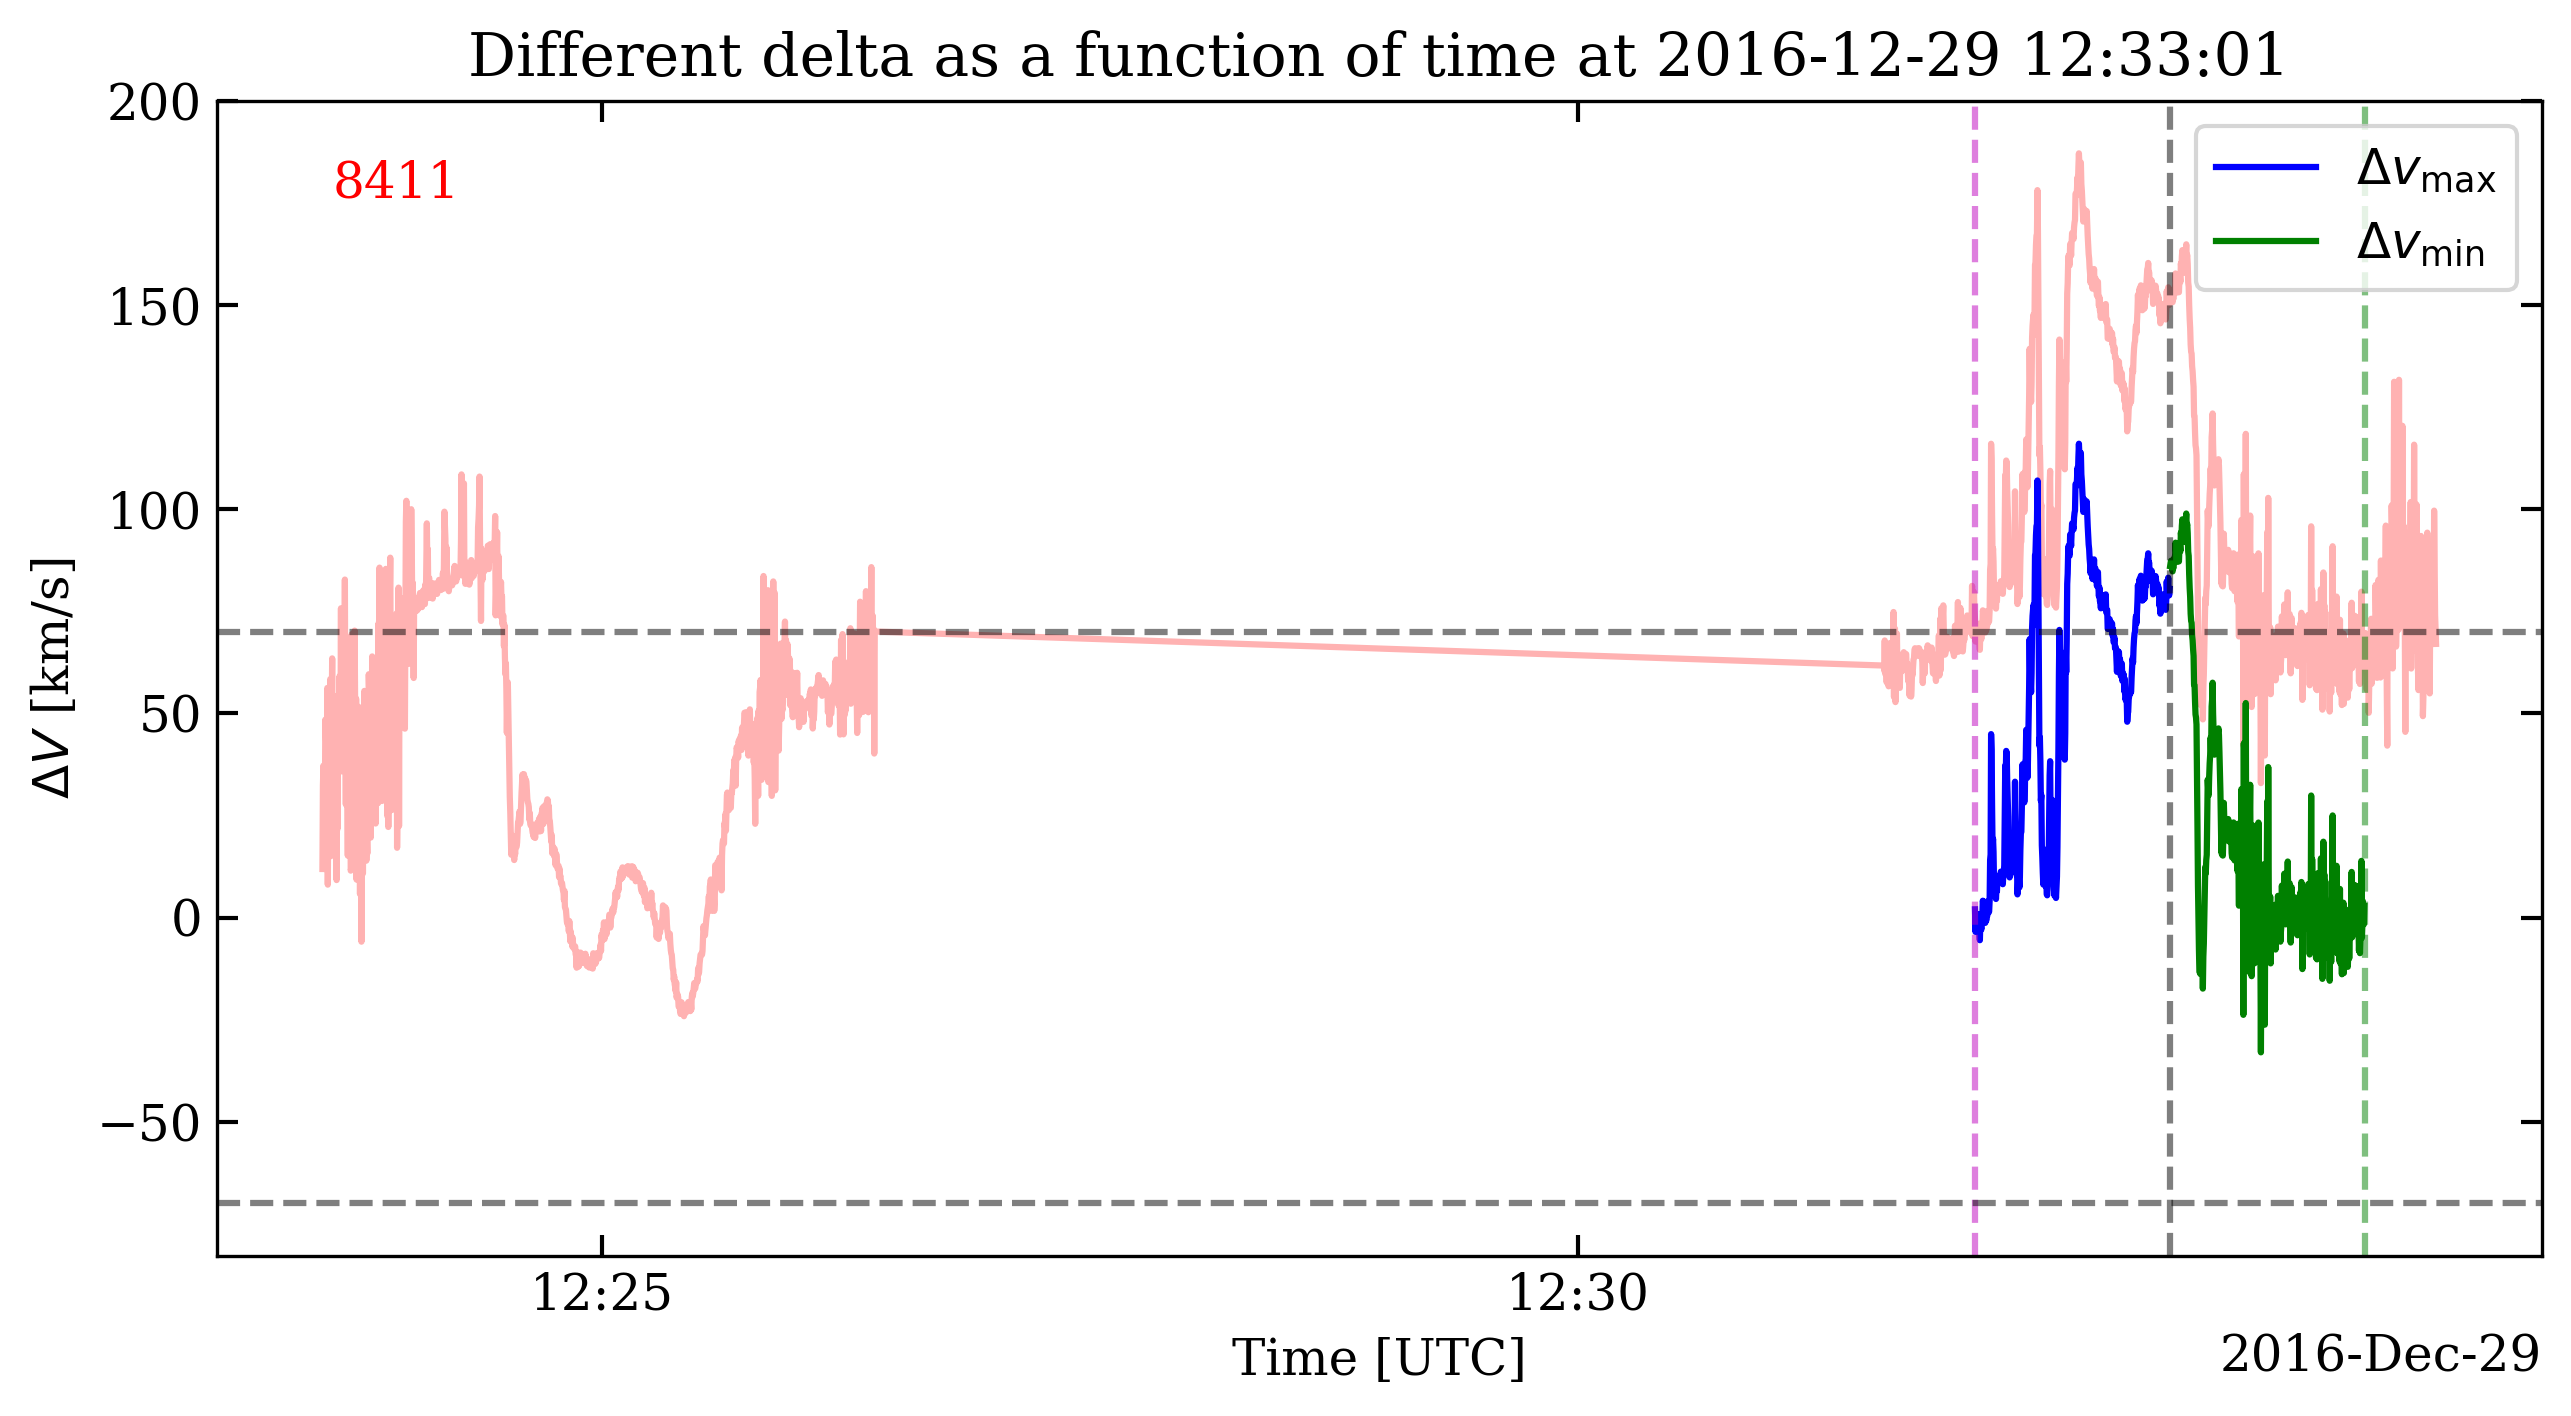 Different delta as a function of time at 2016-12-29 12:33:01
200
150
100
50
0
−50
ΔV [km/s]
8411
Δv_max
Δv_min
12:25
12:30
Time [UTC]
2016-Dec-29